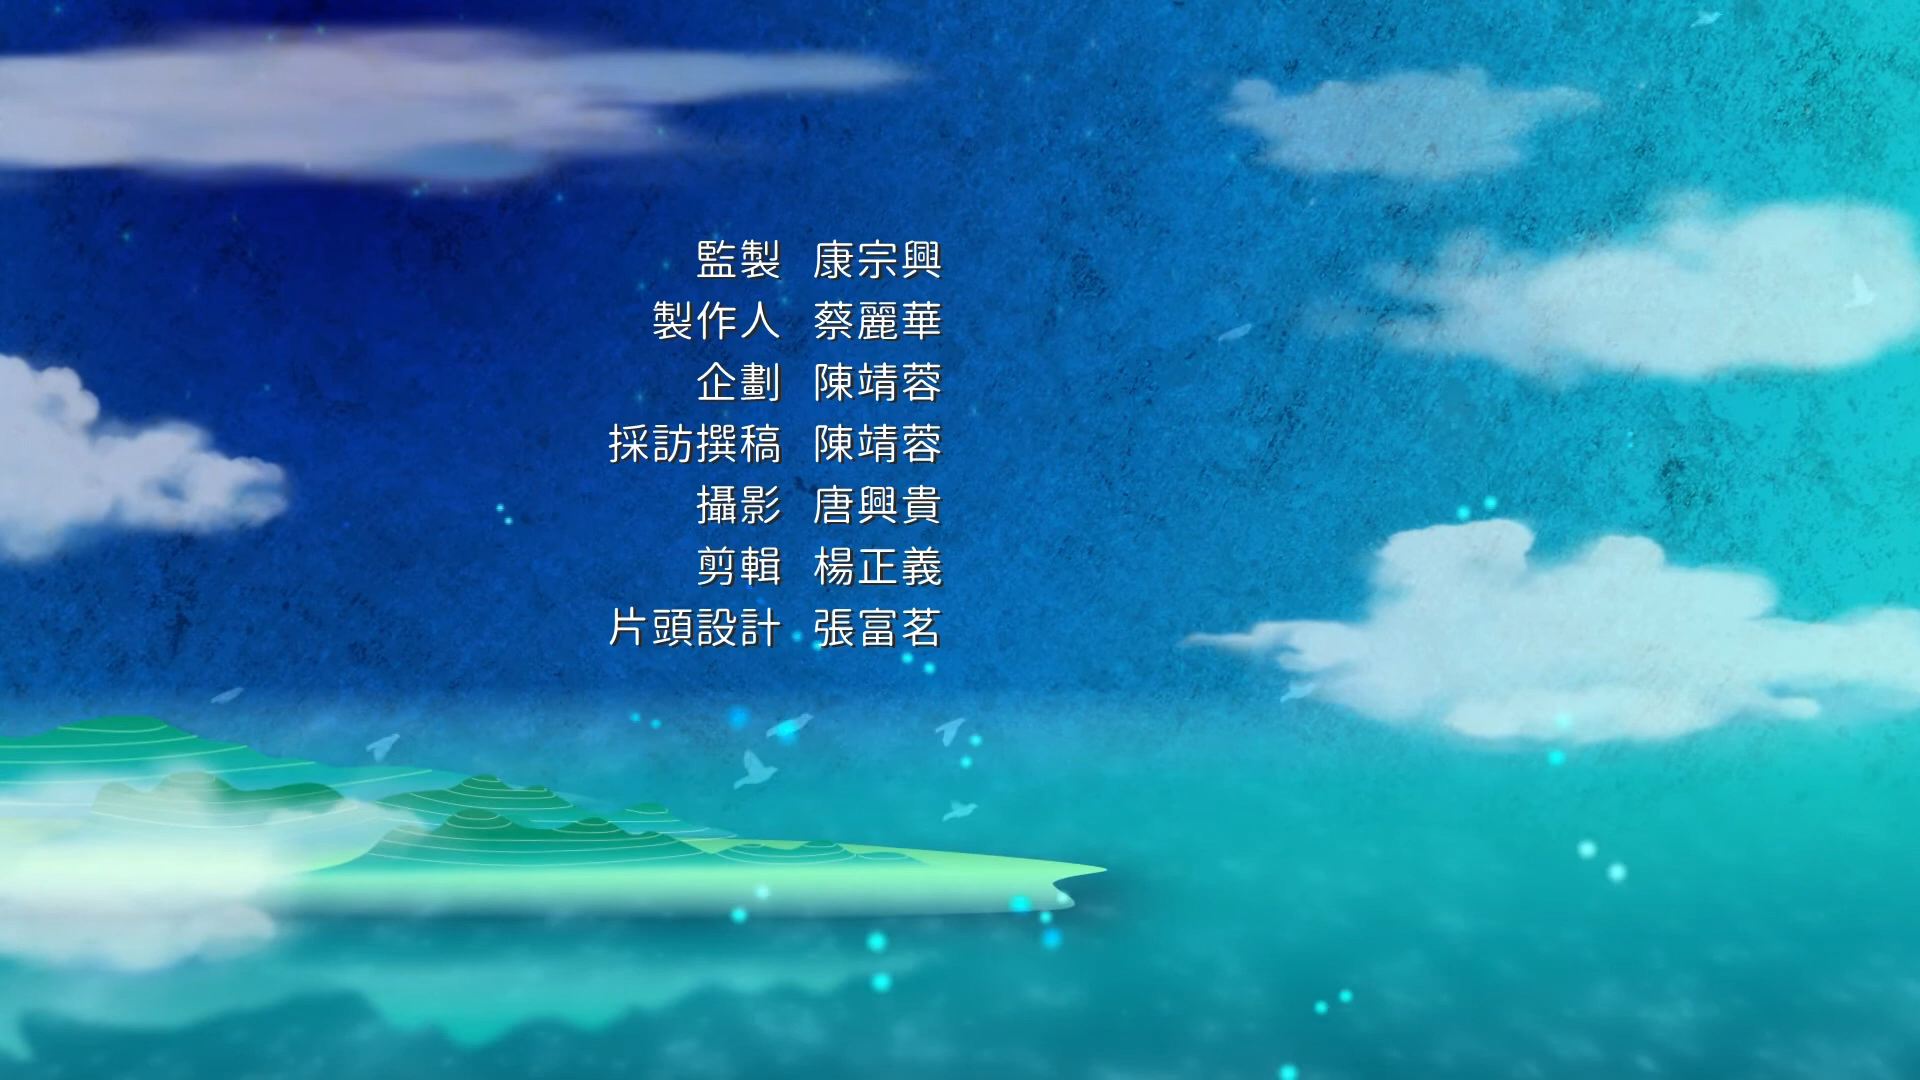 監製 康宗興
製作人 蔡麗華
企劃 陳靖蓉
採訪撰稿 陳靖蓉
攝影 唐興貴
剪輯 楊正義
片頭設計 張富茗